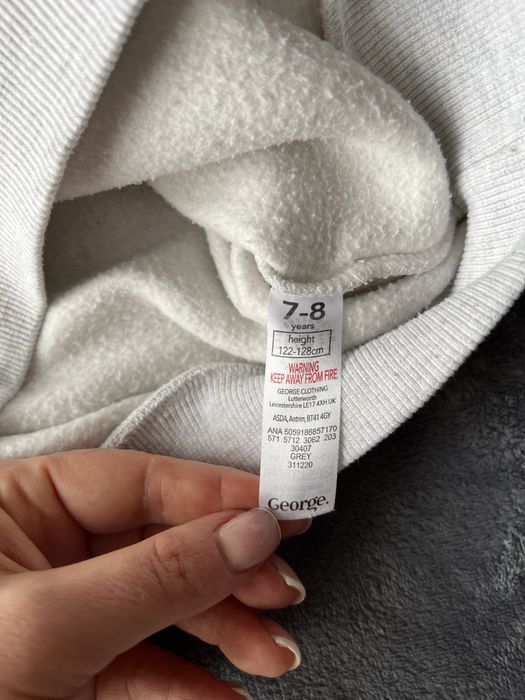 7-8
years
height
122-128cm
WARNING
KEEP AWAY FROM FIRE
GEORGE CLOTHING
Lutterworth
Leicestershire LE17 4XH UK
ASDA, Antrim, BT41 4GY
ANA 5059186857170
571 5712 3062 203
30407
GREY
311220
George.